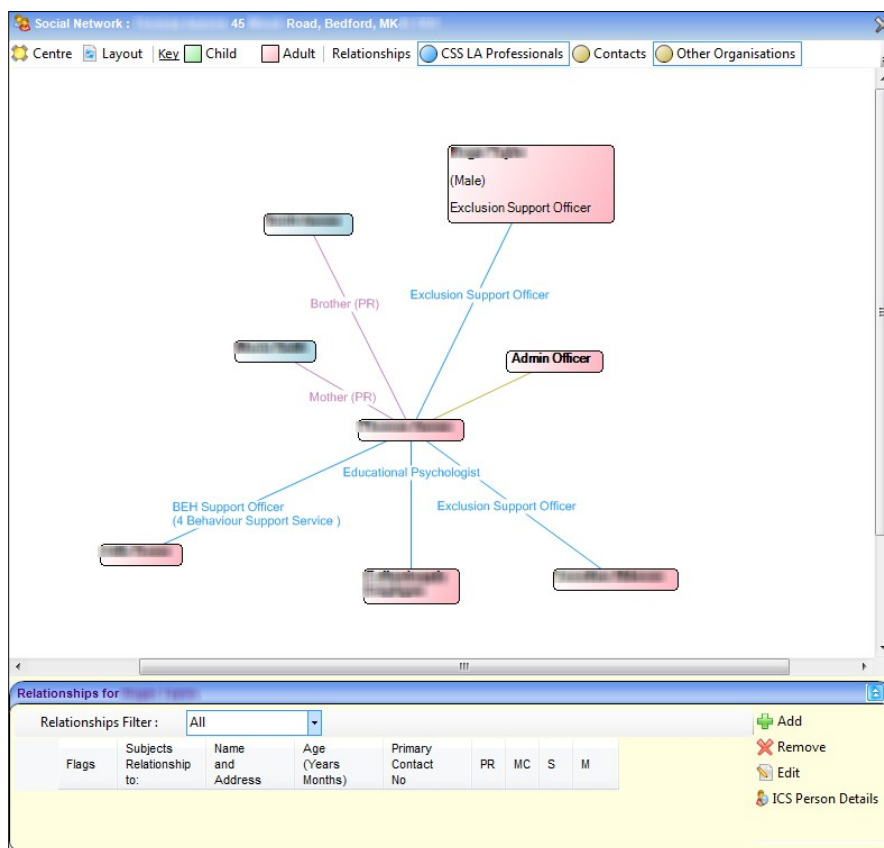 Social Network : 45 Road, Bedford, MK
Centre Layout Key Child Adult Relationships CSS LA Professionals Contacts Other Organisations
(Male)
Exclusion Support Officer
Exclusion Support Officer
Brother (PR)
Admin Officer
Mother (PR)
Educational Psychologist
BEH Support Officer
(4 Behaviour Support Service )
Exclusion Support Officer
Relationships for
Relationships Filter : All
Add
Remove
Edit
ICS Person Details
Flags
Subjects
Relationship
to:
Name
and
Address
Age
(Years
Months)
Primary
Contact
No
PR
MC
S
M